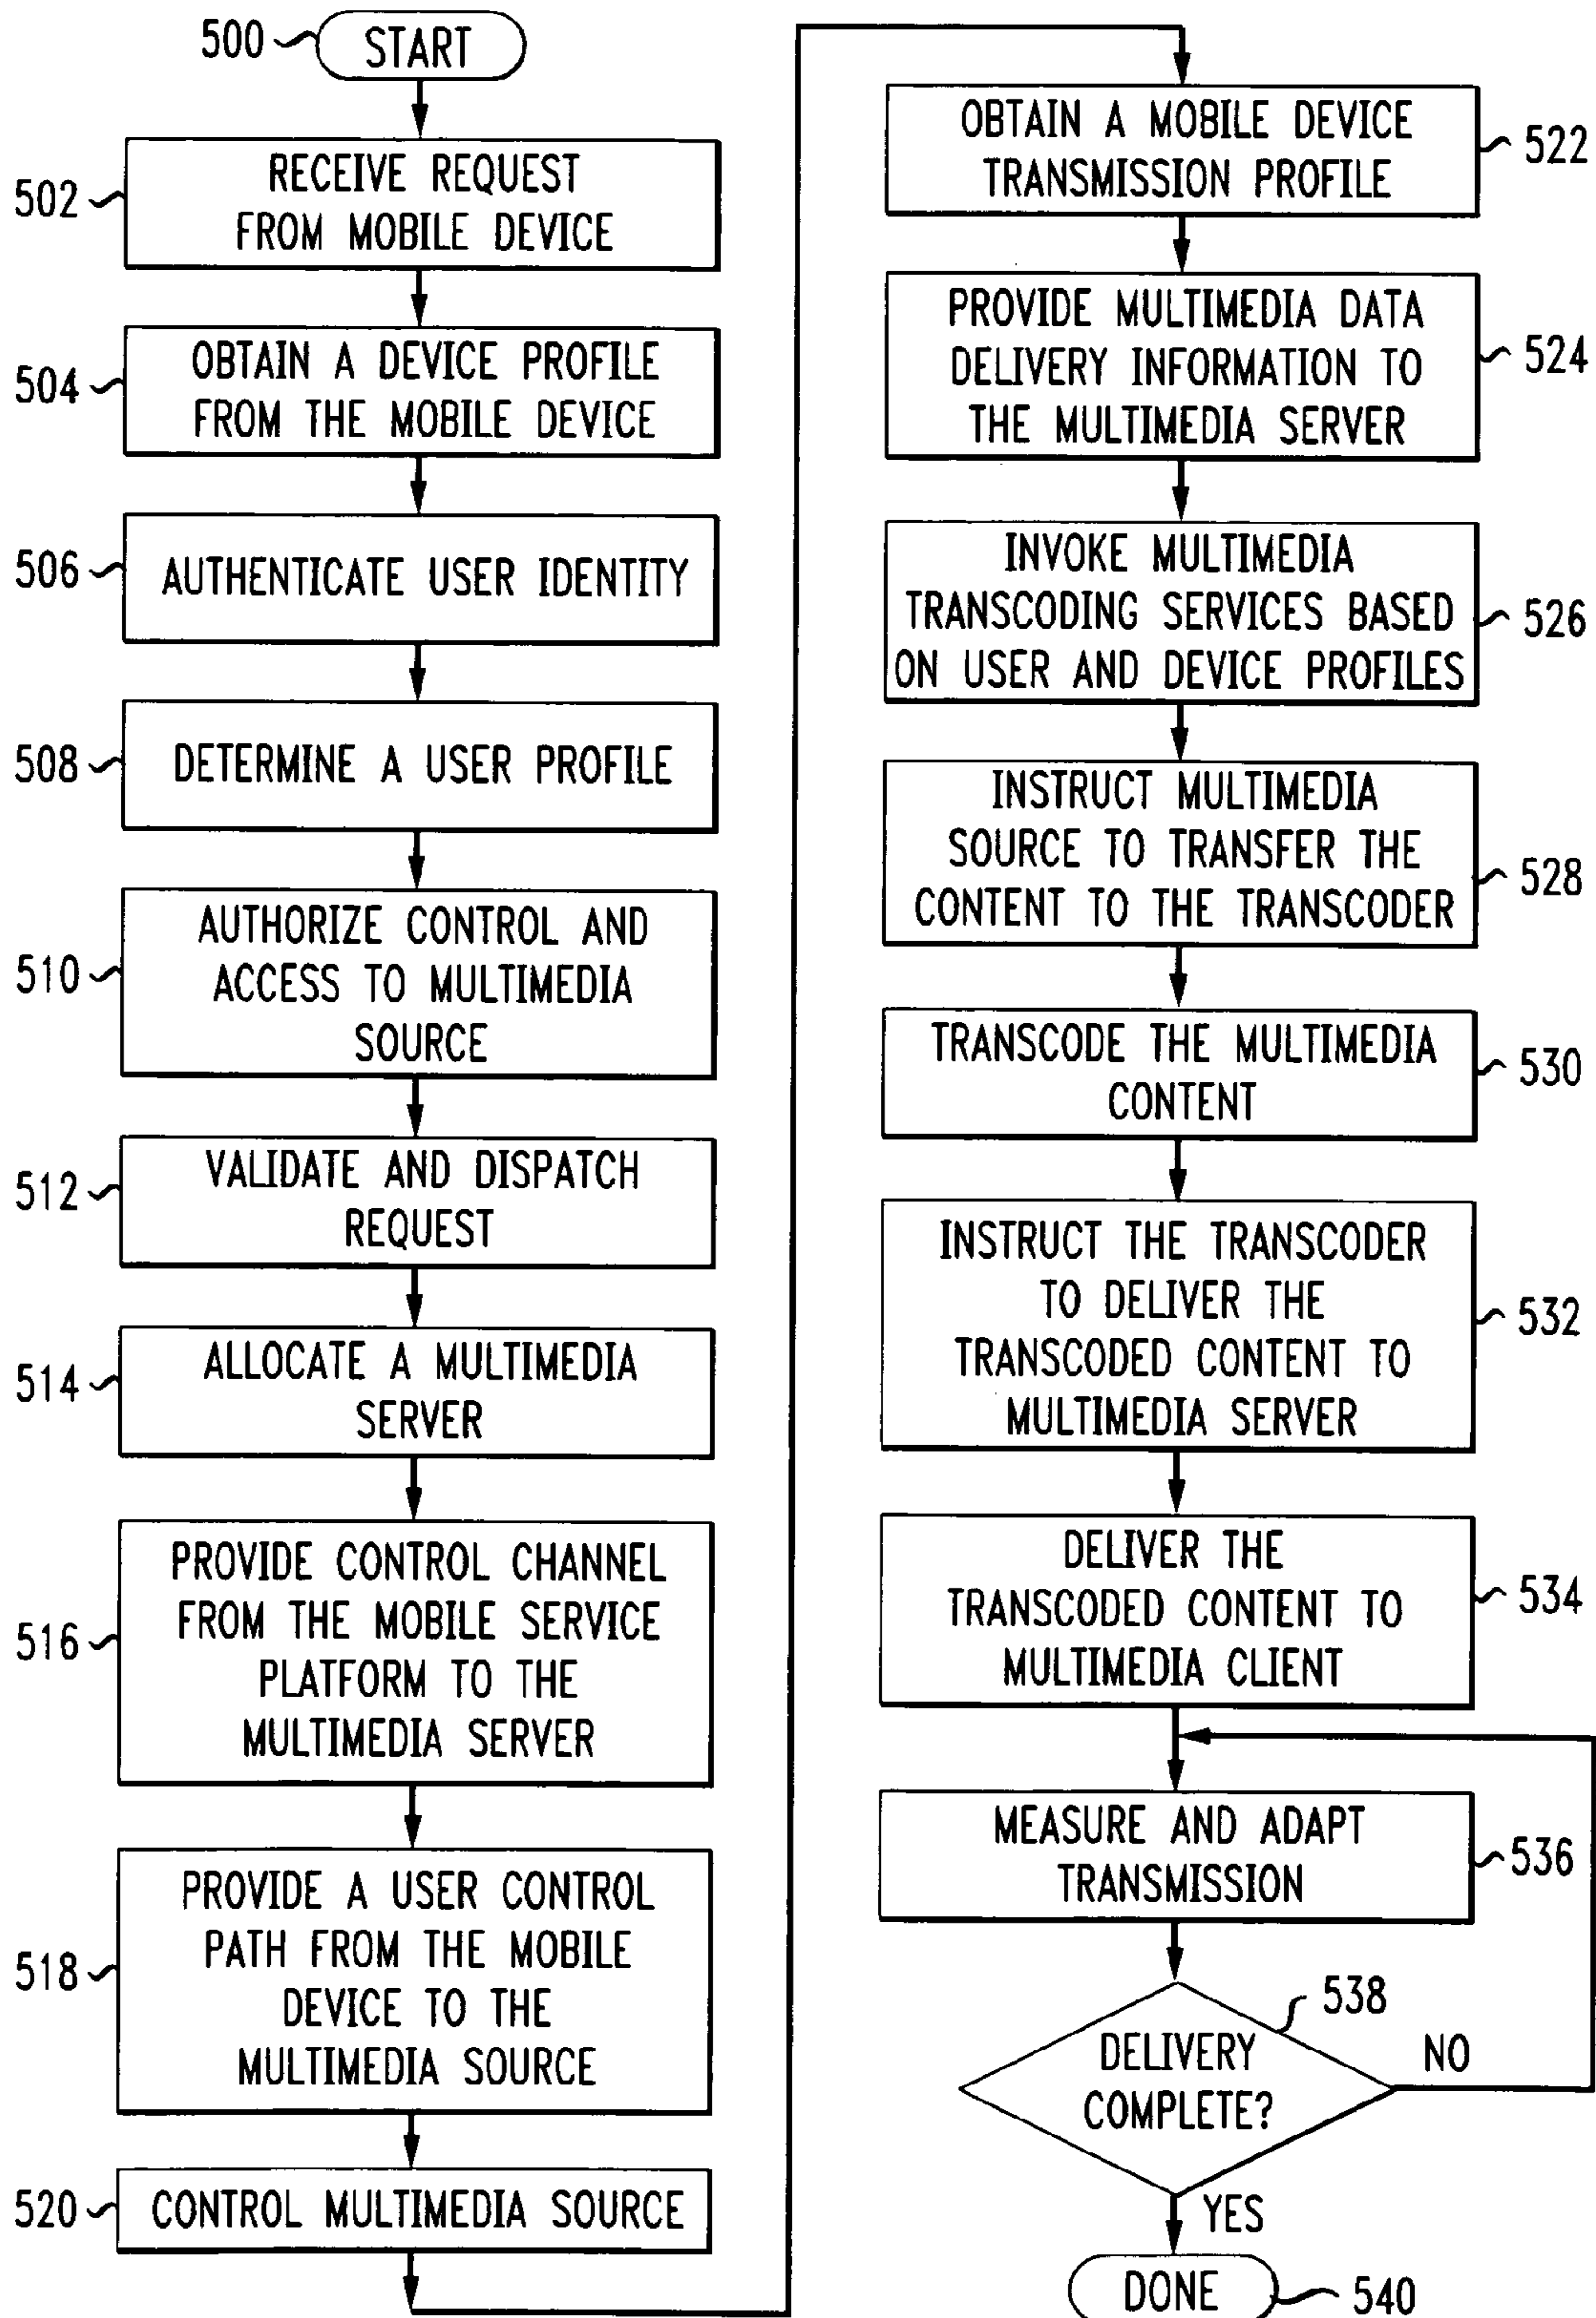 500
START
502
RECEIVE REQUEST
FROM MOBILE DEVICE
504
OBTAIN A DEVICE PROFILE
FROM THE MOBILE DEVICE
506
AUTHENTICATE USER IDENTITY
508
DETERMINE A USER PROFILE
510
AUTHORIZE CONTROL AND
ACCESS TO MULTIMEDIA
SOURCE
512
VALIDATE AND DISPATCH
REQUEST
514
ALLOCATE A MULTIMEDIA
SERVER
516
PROVIDE CONTROL CHANNEL
FROM THE MOBILE SERVICE
PLATFORM TO THE
MULTIMEDIA SERVER
518
PROVIDE A USER CONTROL
PATH FROM THE MOBILE
DEVICE TO THE
MULTIMEDIA SOURCE
520
CONTROL MULTIMEDIA SOURCE
OBTAIN A MOBILE DEVICE
TRANSMISSION PROFILE
522
PROVIDE MULTIMEDIA DATA
DELIVERY INFORMATION TO
THE MULTIMEDIA SERVER
524
INVOKE MULTIMEDIA
TRANSCODING SERVICES BASED
ON USER AND DEVICE PROFILES
526
INSTRUCT MULTIMEDIA
SOURCE TO TRANSFER THE
CONTENT TO THE TRANSCODER
528
TRANSCODE THE MULTIMEDIA
CONTENT
530
INSTRUCT THE TRANSCODER
TO DELIVER THE
TRANSCODED CONTENT TO
MULTIMEDIA SERVER
532
DELIVER THE
TRANSCODED CONTENT TO
MULTIMEDIA CLIENT
534
MEASURE AND ADAPT
TRANSMISSION
536
538
DELIVERY
COMPLETE?
NO
YES
DONE
540